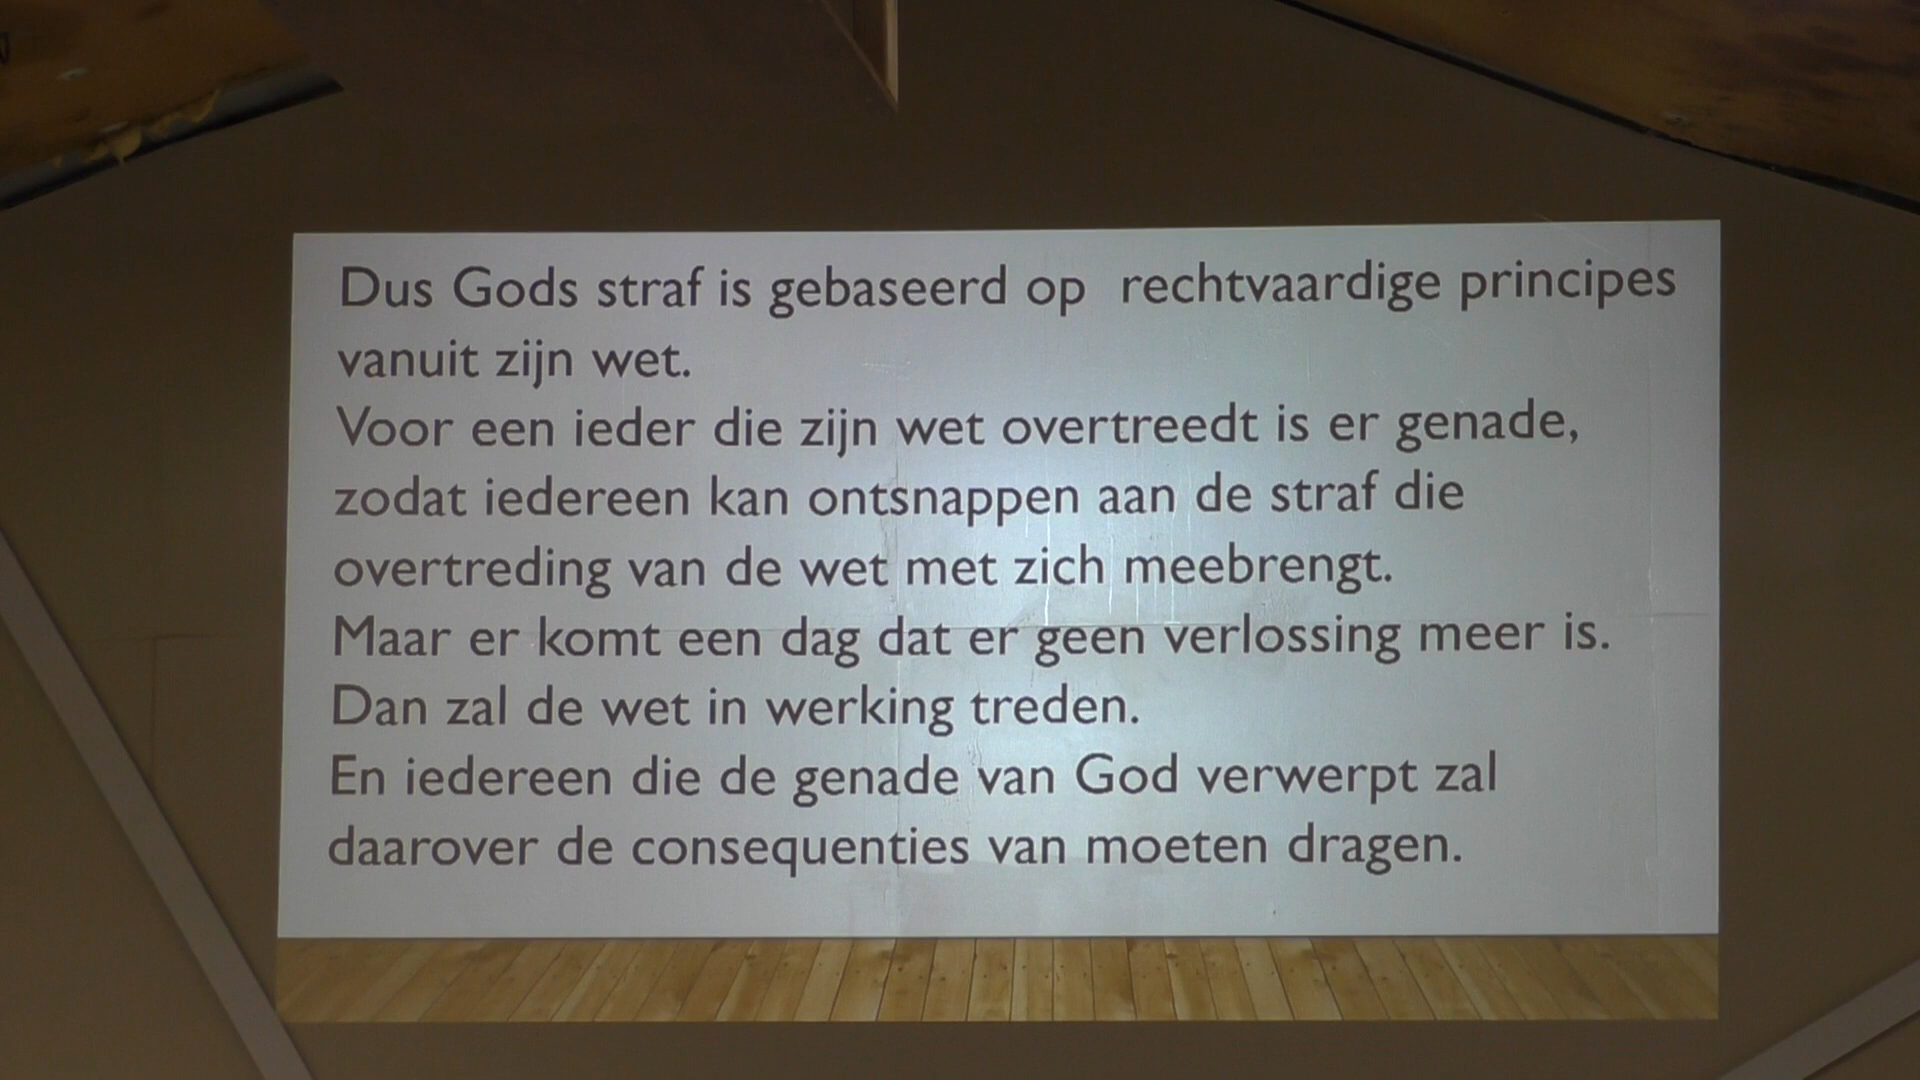 Dus Gods straf is gebaseerd op rechtvaardige principes
vanuit zijn wet.
Voor een ieder die zijn wet overtreedt is er genade,
zodat iedereen kan ontsnappen aan de straf die
overtreding van de wet met zich meebrengt.
Maar er komt een dag dat er geen verlossing meer is.
Dan zal de wet in werking treden.
En iedereen die de genade van God verwerpt zal
daarover de consequenties van moeten dragen.